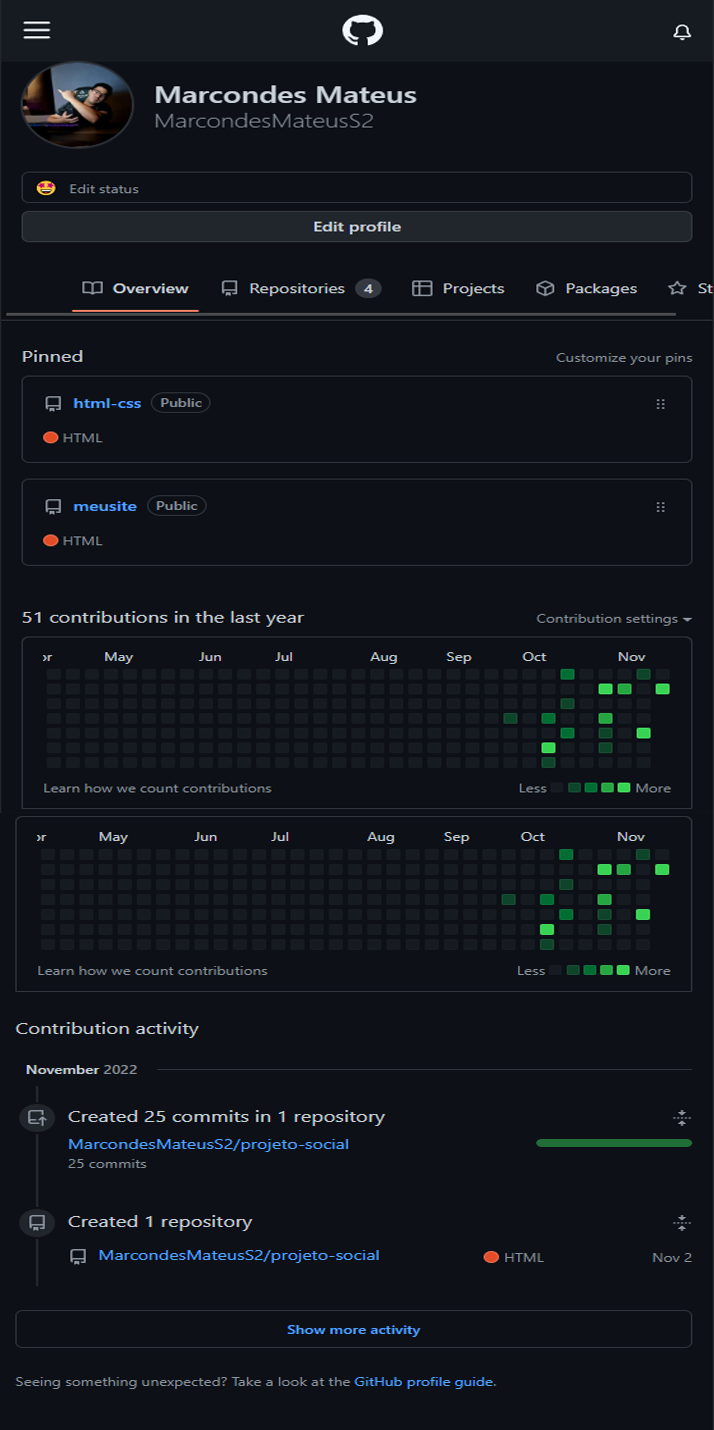 Marcondes Mateus
MarcondesMateusS2
Edit status
Edit profile
Overview Repositories 4 Projects Packages St
Pinned Customize your pins
html-css Public
HTML
meusite Public
HTML
51 contributions in the last year Contribution settings
or May Jun Jul Aug Sep Oct Nov
Learn how we count contributions Less More
or May Jun Jul Aug Sep Oct Nov
Learn how we count contributions Less More
Contribution activity
November 2022
Created 25 commits in 1 repository
MarcondesMateusS2/projeto-social
25 commits
Created 1 repository
MarcondesMateusS2/projeto-social HTML Nov 2
Show more activity
Seeing something unexpected? Take a look at the GitHub profile guide.